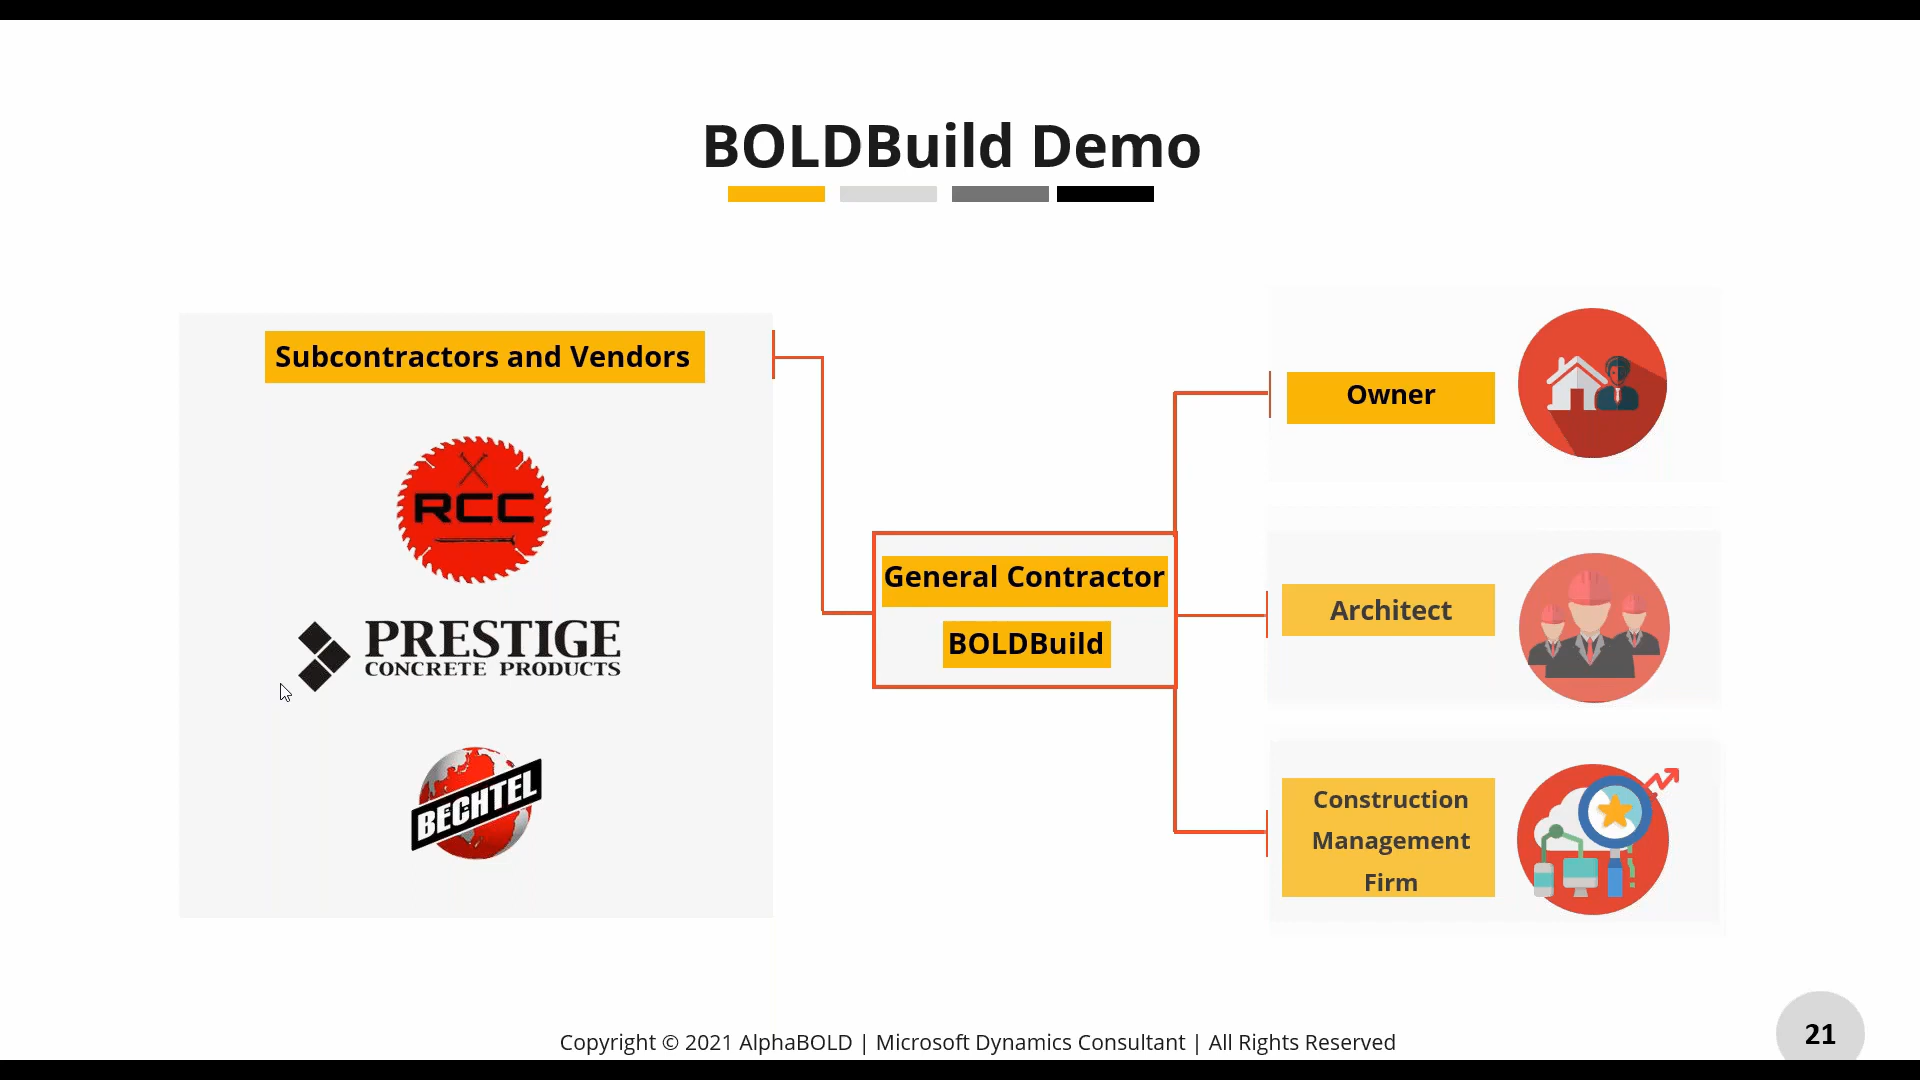 BOLDBuild Demo
Subcontractors and Vendors
RCC
PRESTIGE
CONCRETE PRODUCTS
BECHTEL
General Contractor
BOLDBuild
Owner
Architect
Construction
Management
Firm
Copyright © 2021 AlphaBOLD | Microsoft Dynamics Consultant | All Rights Reserved
21